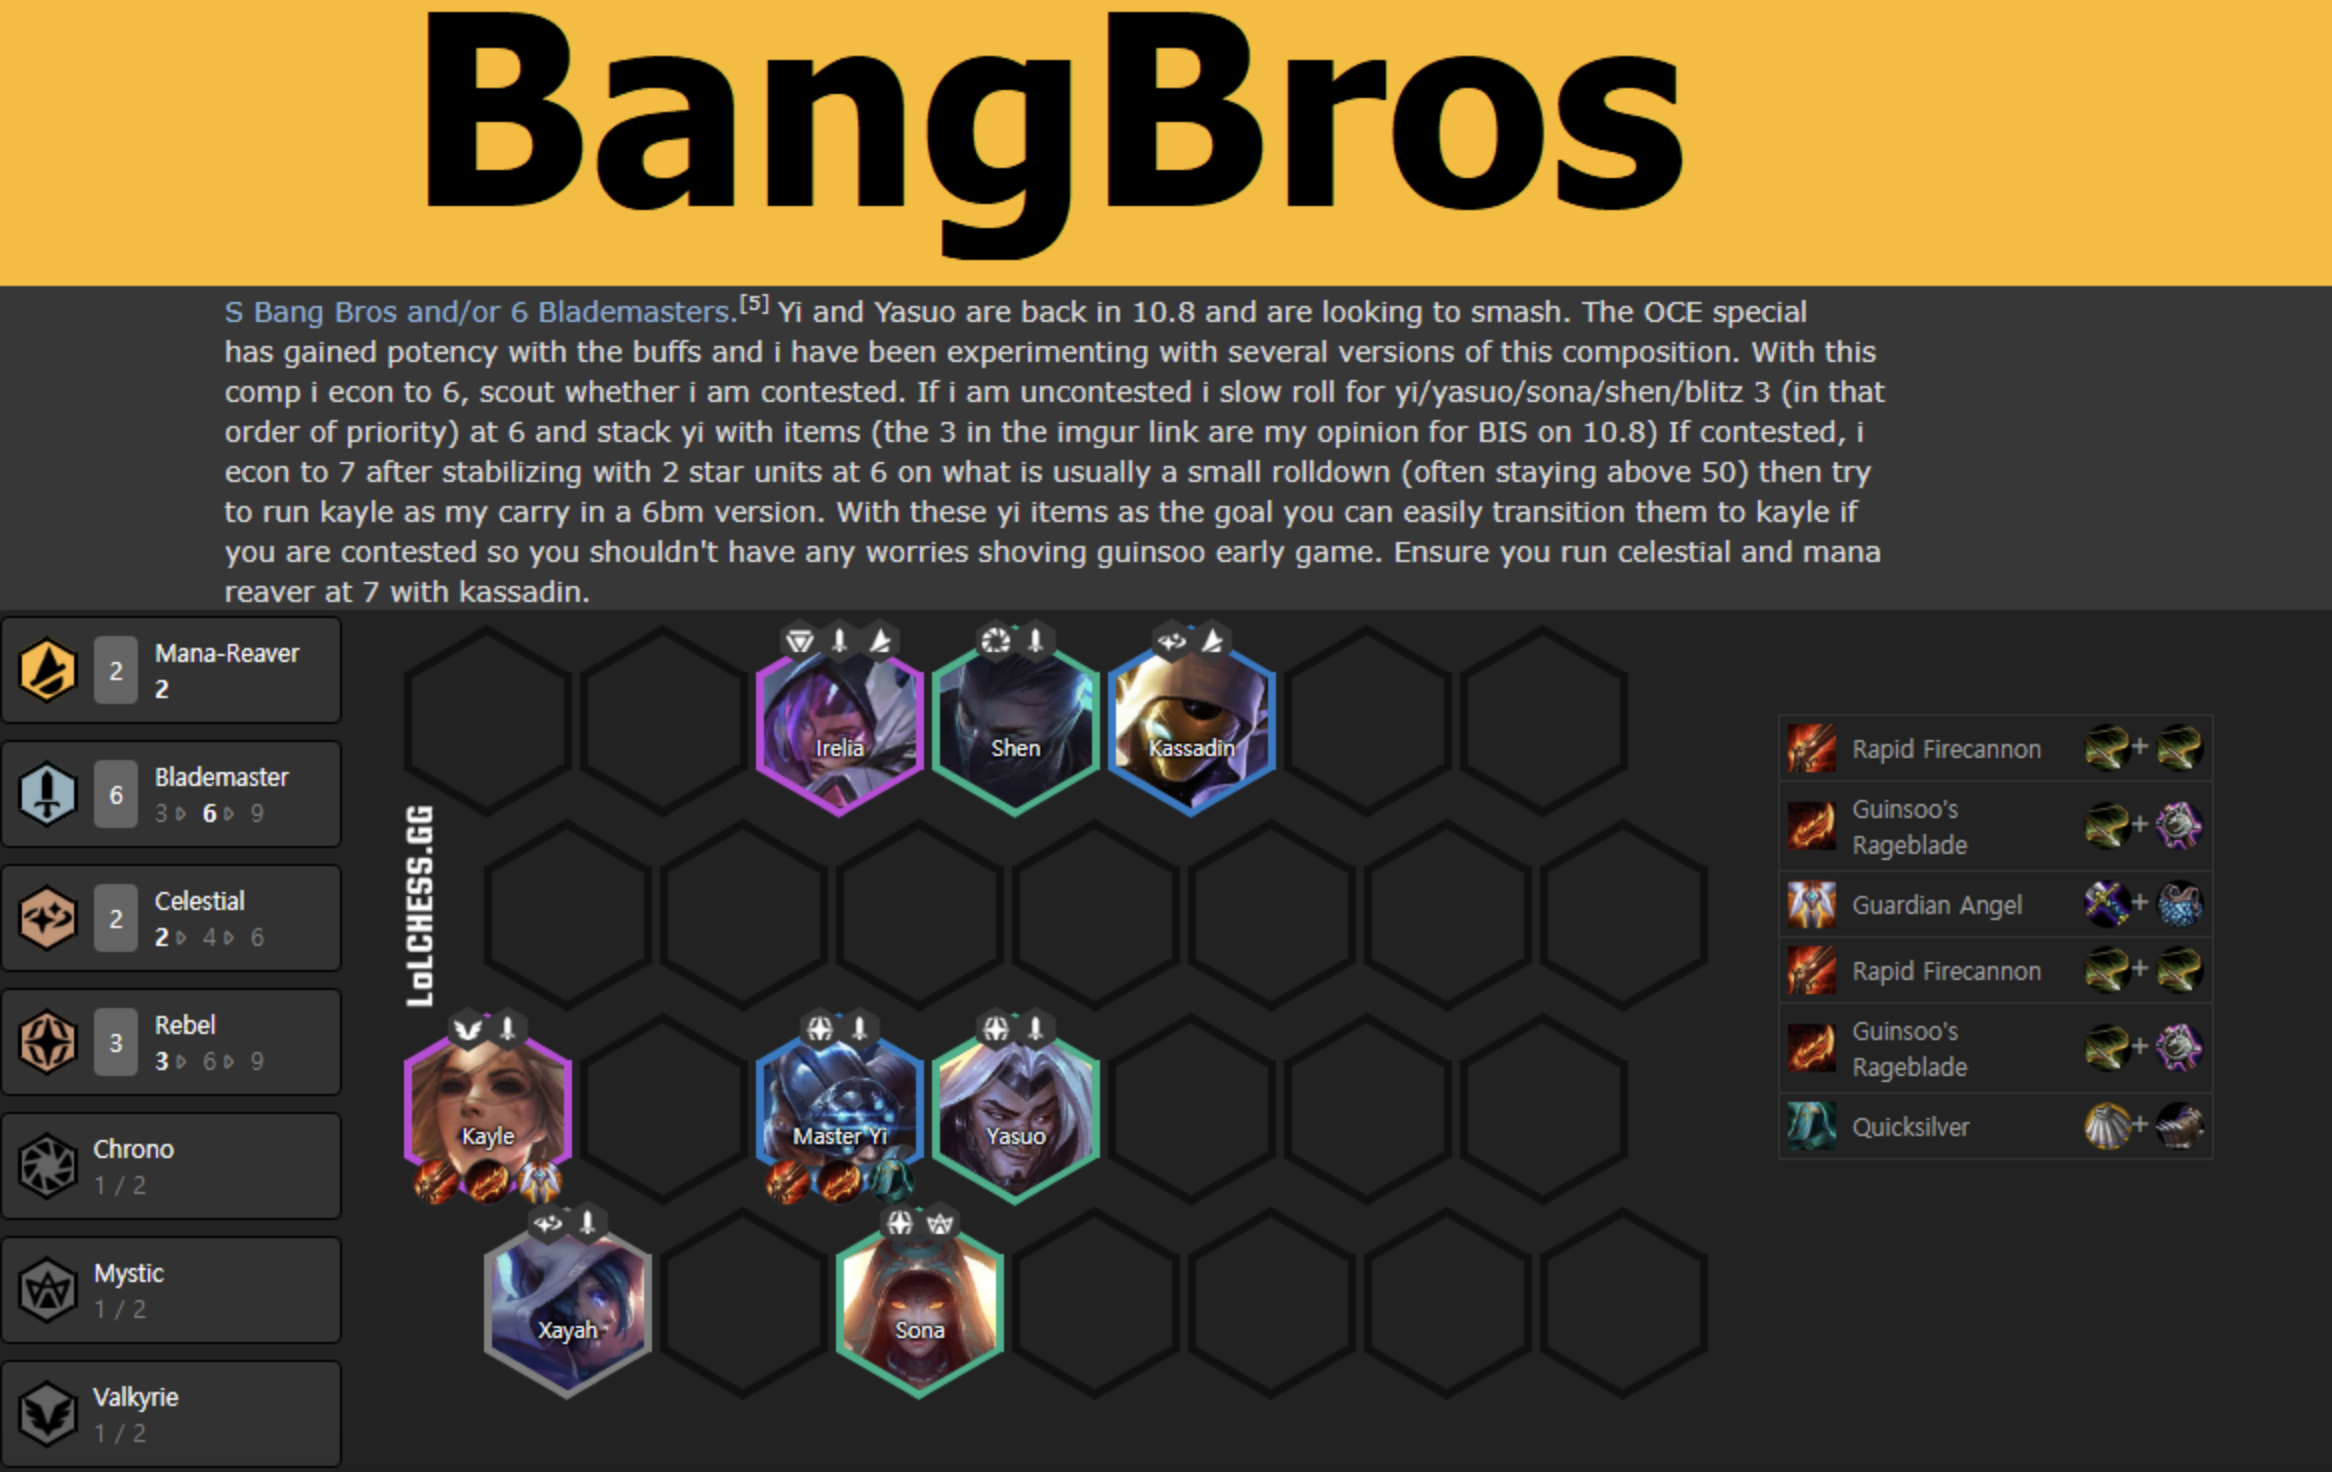 BangBros
S Bang Bros and/or 6 Blademasters.[5] Yi and Yasuo are back in 10.8 and are looking to smash. The OCE special
has gained potency with the buffs and i have been experimenting with several versions of this composition. With this
comp i econ to 6, scout whether i am contested. If i am uncontested i slow roll for yi/yasuo/sona/shen/blitz 3 (in that
order of priority) at 6 and stack yi with items (the 3 in the imgur link are my opinion for BIS on 10.8) If contested, i
econ to 7 after stabilizing with 2 star units at 6 on what is usually a small rolldown (often staying above 50) then try
to run kayle as my carry in a 6bm version. With these yi items as the goal you can easily transition them to kayle if
you are contested so you shouldn't have any worries shoving guinsoo early game. Ensure you run celestial and mana
reaver at 7 with kassadin.
2 Mana-Reaver
2
6 Blademaster
3 6 9
2 Celestial
2 4 6
3 Rebel
3 6 9
Chrono
1 / 2
Mystic
1 / 2
Valkyrie
1 / 2
LoLCHESS.GG
Irelia
Shen
Kassadin
Kayle
Master Yi
Yasuo
Xayah
Sona
Rapid Firecannon +
Guinsoo's
Rageblade +
Guardian Angel +
Rapid Firecannon +
Guinsoo's
Rageblade +
Quicksilver +